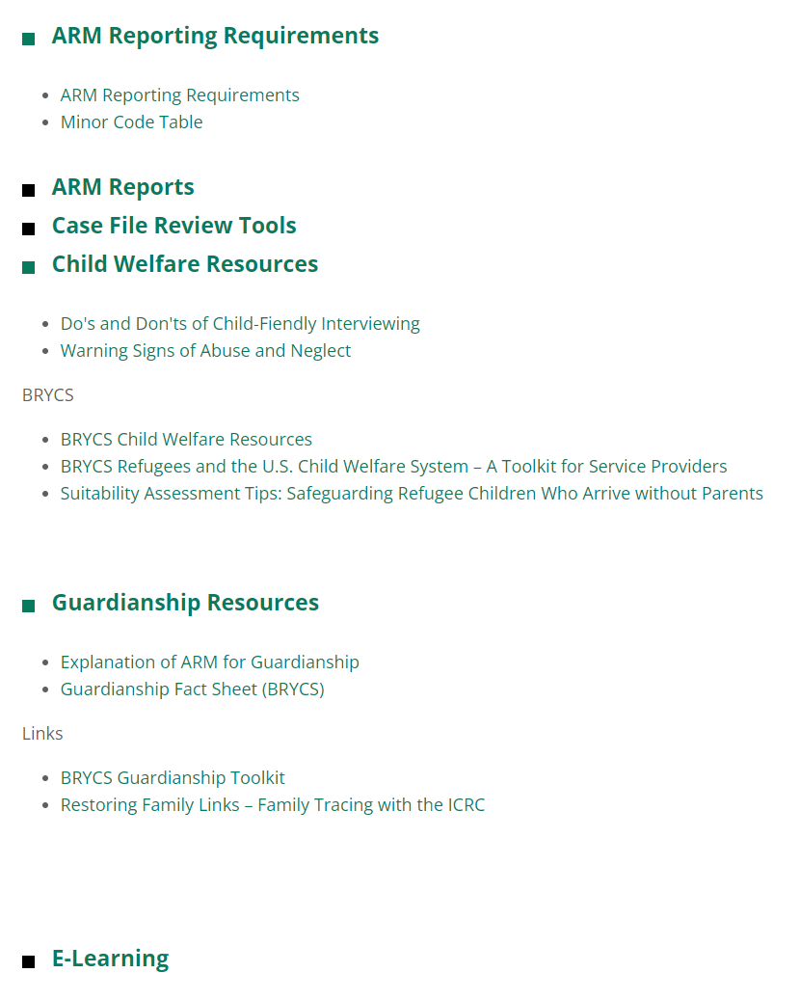 ARM Reporting Requirements
ARM Reporting Requirements
Minor Code Table
ARM Reports
Case File Review Tools
Child Welfare Resources
Do's and Don'ts of Child-Fiendly Interviewing
Warning Signs of Abuse and Neglect
BRYCS
BRYCS Child Welfare Resources
BRYCS Refugees and the U.S. Child Welfare System – A Toolkit for Service Providers
Suitability Assessment Tips: Safeguarding Refugee Children Who Arrive without Parents
Guardianship Resources
Explanation of ARM for Guardianship
Guardianship Fact Sheet (BRYCS)
Links
BRYCS Guardianship Toolkit
Restoring Family Links – Family Tracing with the ICRC
E-Learning